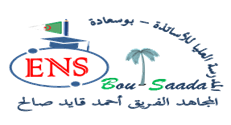 المدرسة العليا للأساتذة - بوسعادة
ENS
Bou-Saada
المجاهد الفريق أحمد قايد صالح